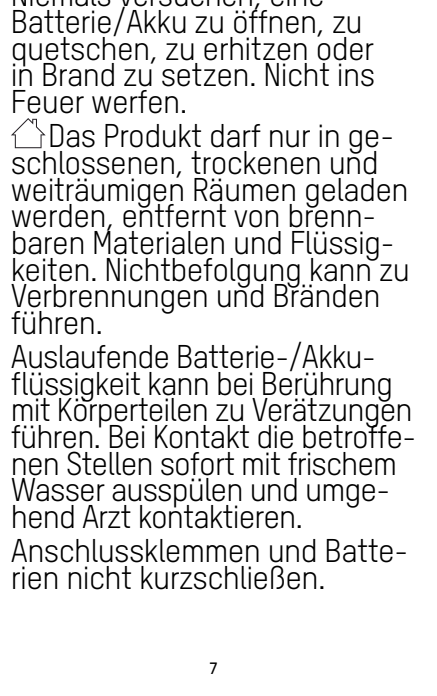 Niemals versuchen, eine
Batterie/Akku zu öffnen, zu
quetschen, zu erhitzen oder
in Brand zu setzen. Nicht ins
Feuer werfen.
Das Produkt darf nur in ge-
schlossenen, trockenen und
weiträumigen Räumen geladen
werden, entfernt von brenn-
baren Materialen und Flüssig-
keiten. Nichtbefolgung kann zu
Verbrennungen und Bränden
führen.
Auslaufende Batterie-/Akku-
flüssigkeit kann bei Berührung
mit Körperteilen zu Verätzungen
führen. Bei Kontakt die betroffe-
nen Stellen sofort mit frischem
Wasser ausspülen und umge-
hend Arzt kontaktieren.
Anschlussklemmen und Batte-
rien nicht kurzschließen.
7